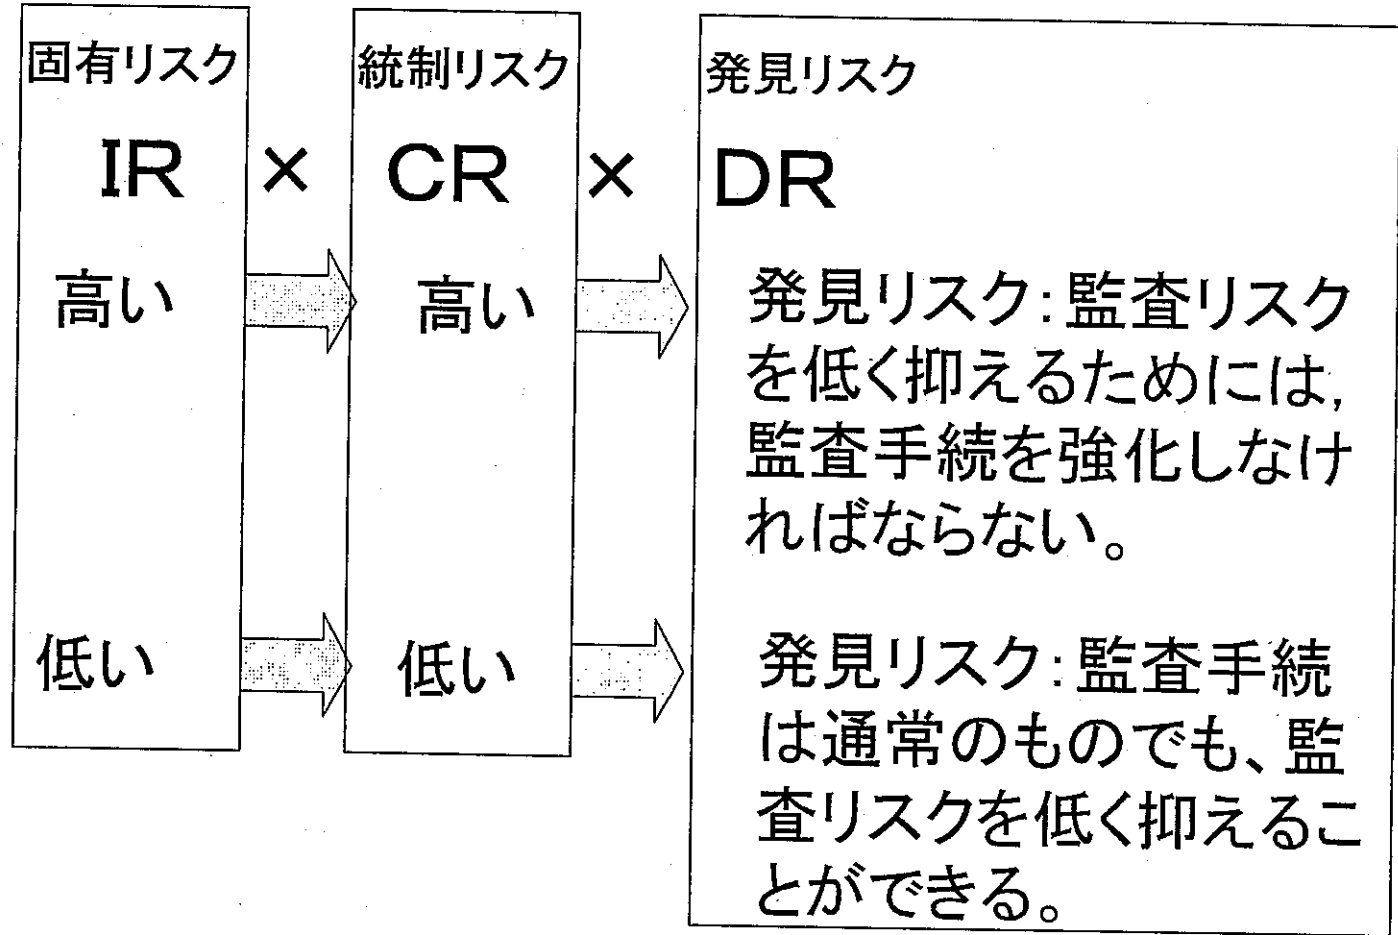 固有リスク
統制リスク
発見リスク
IR × CR × DR
高い
高い
発見リスク:監査リスク
を低く抑えるためには,
監査手続を強化しなけ
ればならない。
低い
低い
発見リスク:監査手続
は通常のものでも、監
査リスクを低く抑えるこ
とができる。